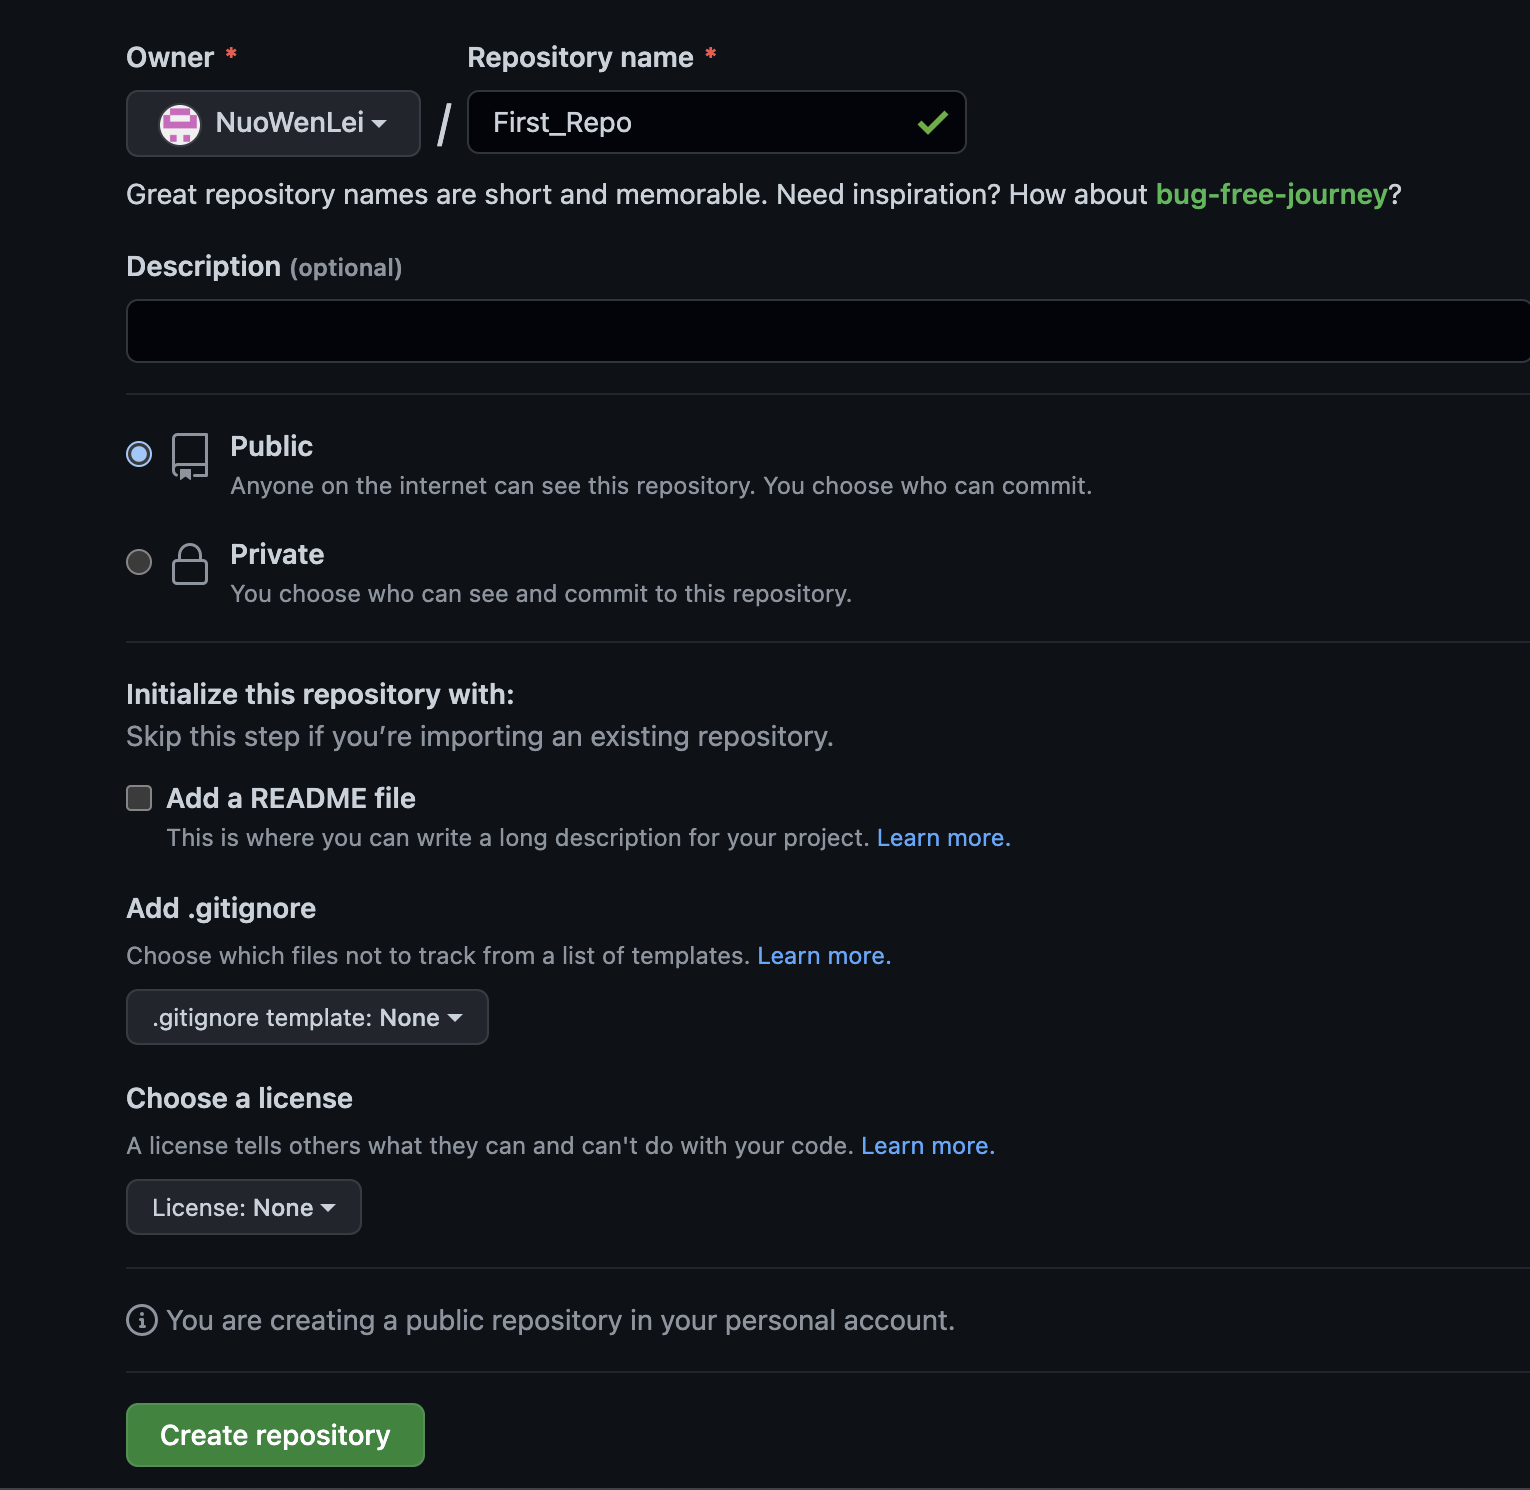 Owner *
Repository name *
NuoWenLei
/
First_Repo
Great repository names are short and memorable. Need inspiration? How about bug-free-journey?
Description (optional)
Public
Anyone on the internet can see this repository. You choose who can commit.
Private
You choose who can see and commit to this repository.
Initialize this repository with:
Skip this step if you’re importing an existing repository.
Add a README file
This is where you can write a long description for your project. Learn more.
Add .gitignore
Choose which files not to track from a list of templates. Learn more.
.gitignore template: None
Choose a license
A license tells others what they can and can't do with your code. Learn more.
License: None
You are creating a public repository in your personal account.
Create repository